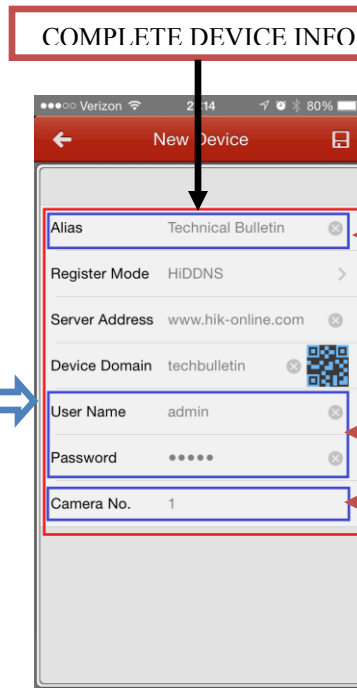 COMPLETE DEVICE INFO
Verizon 80%
New Device
Alias Technical Bulletin
Register Mode HiDDNS
Server Address www.hik-online.com
Device Domain techbulletin
User Name admin
Password •••••
Camera No. 1